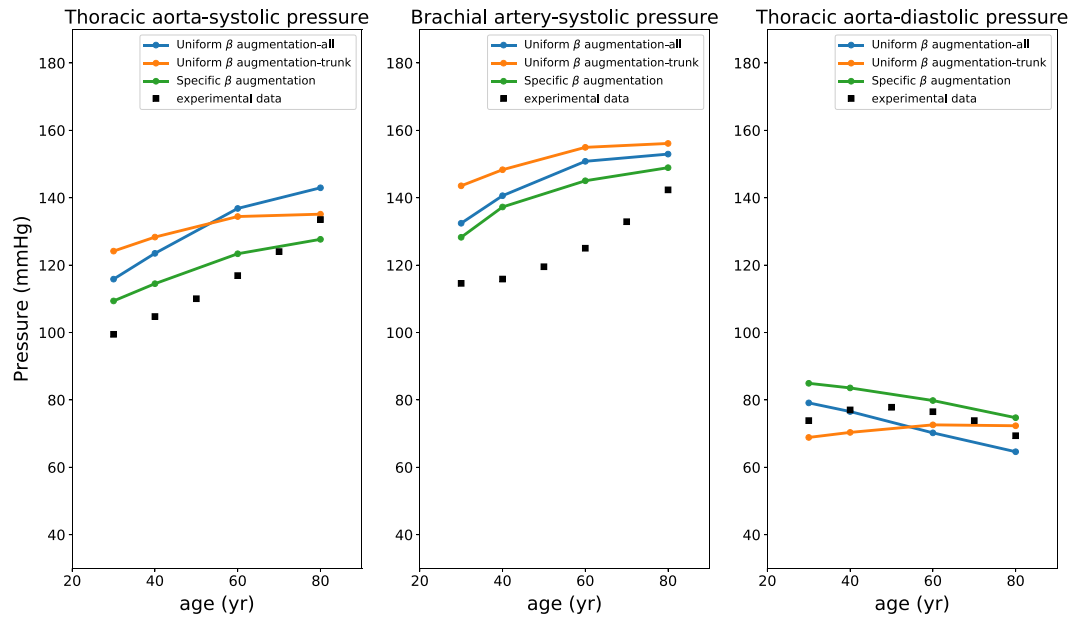 Thoracic aorta-systolic pressure
Uniform β augmentation-all
Uniform β augmentation-trunk
Specific β augmentation
experimental data
Pressure (mmHg)
160
140
120
100
80
60
40
20 40 60 80
age (yr)
Brachial artery-systolic pressure
Uniform β augmentation-all
Uniform β augmentation-trunk
Specific β augmentation
experimental data
160
140
120
100
80
60
40
20 40 60 80
age (yr)
Thoracic aorta-diastolic pressure
Uniform β augmentation-all
Uniform β augmentation-trunk
Specific β augmentation
experimental data
160
140
120
100
80
60
40
20 40 60 80
age (yr)